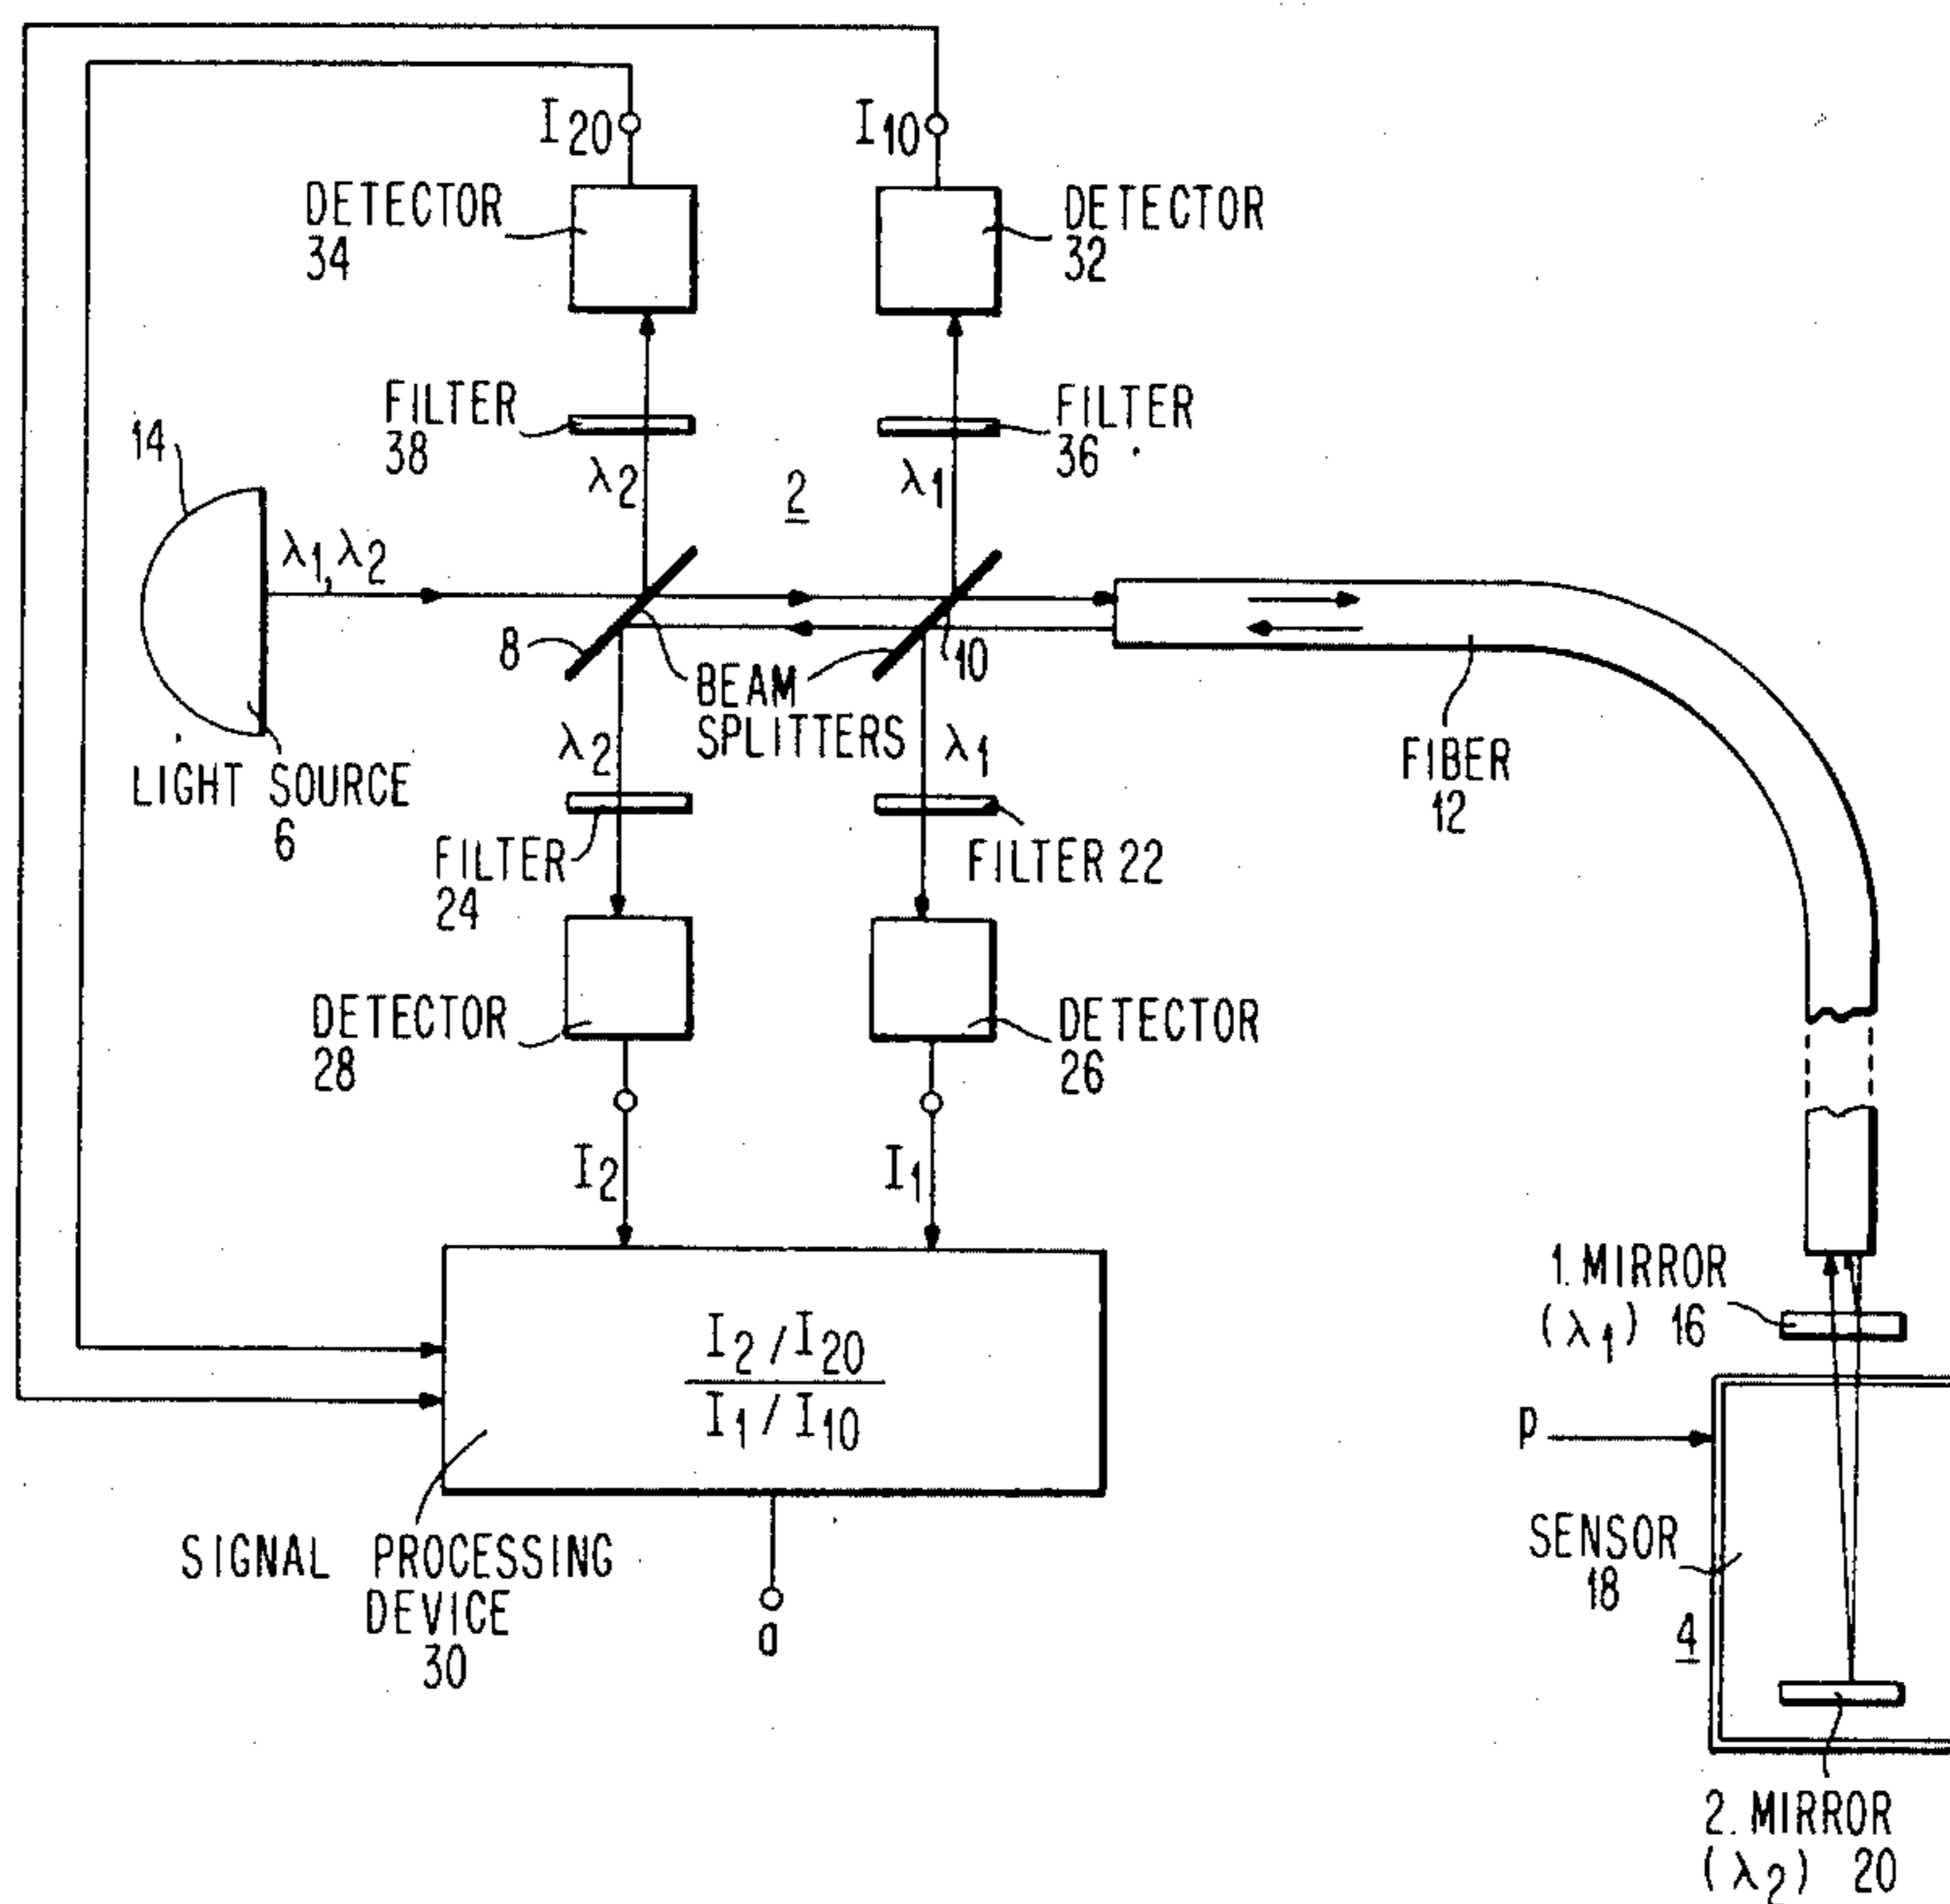 I20
I10
DETECTOR
34
DETECTOR
32
FILTER
38
FILTER
36
14
λ2
2
λ1
λ1, λ2
8
10
BEAM
SPLITTERS
λ2
λ1
LIGHT SOURCE
6
FIBER
12
FILTER
24
FILTER 22
DETECTOR
28
DETECTOR
26
I2
I1
1. MIRROR
(λ1) 16
I2/I20
I1/I10
p
SENSOR
18
4
SIGNAL PROCESSING
DEVICE
30
a
2. MIRROR
(λ2) 20